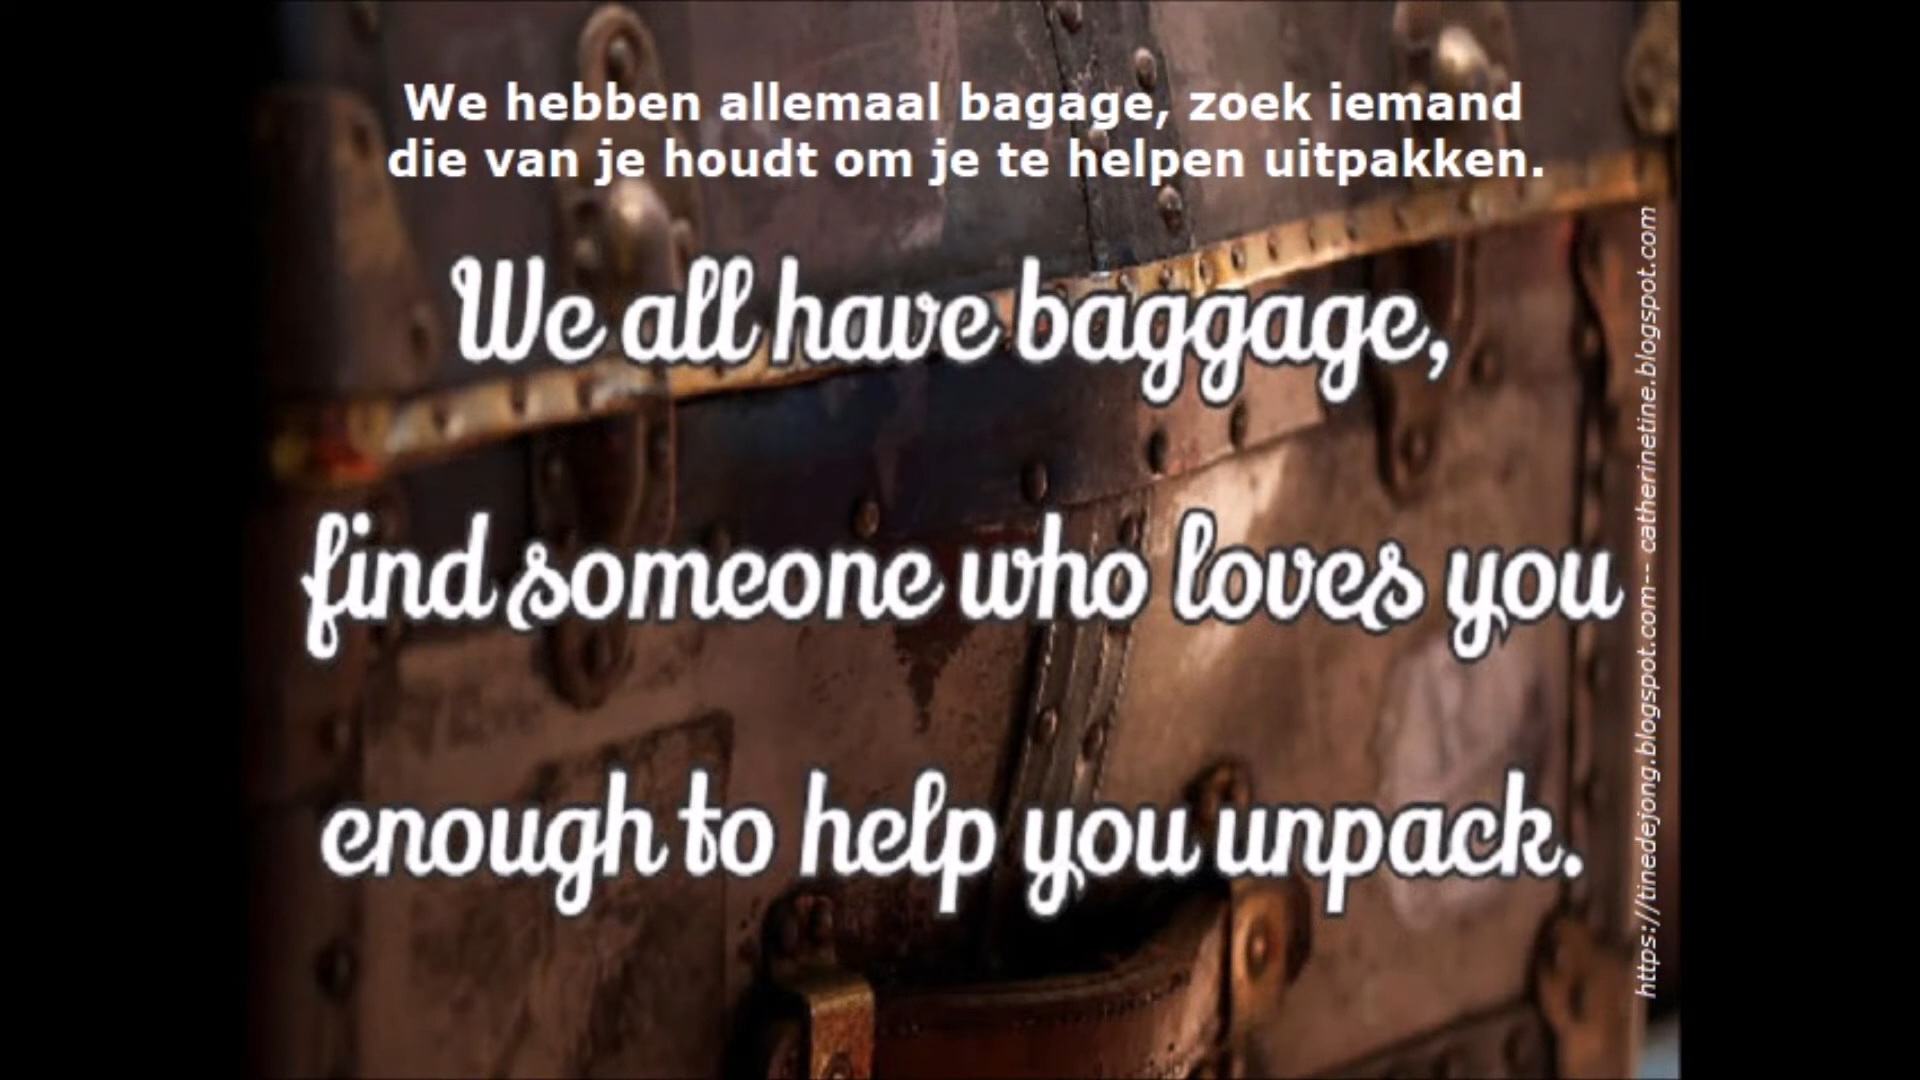 We hebben allemaal bagage, zoek iemand
die van je houdt om je te helpen uitpakken.
We all have baggage,
find someone who loves you
enough to help you unpack.
https://tinedejong.blogspot.com-- catherinetine.blogspot.com